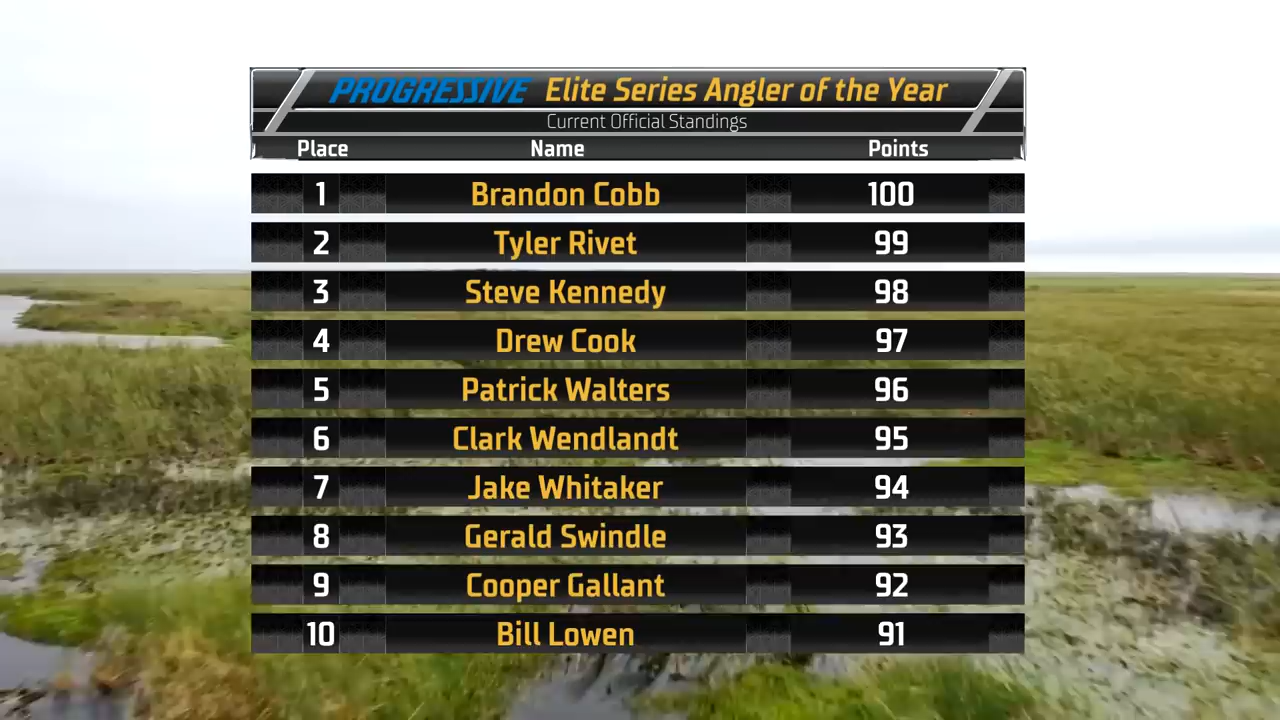 PROGRESSIVE Elite Series Angler of the Year
Current Official Standings
Place Name Points
1 Brandon Cobb 100
2 Tyler Rivet 99
3 Steve Kennedy 98
4 Drew Cook 97
5 Patrick Walters 96
6 Clark Wendlandt 95
7 Jake Whitaker 94
8 Gerald Swindle 93
9 Cooper Gallant 92
10 Bill Lowen 91